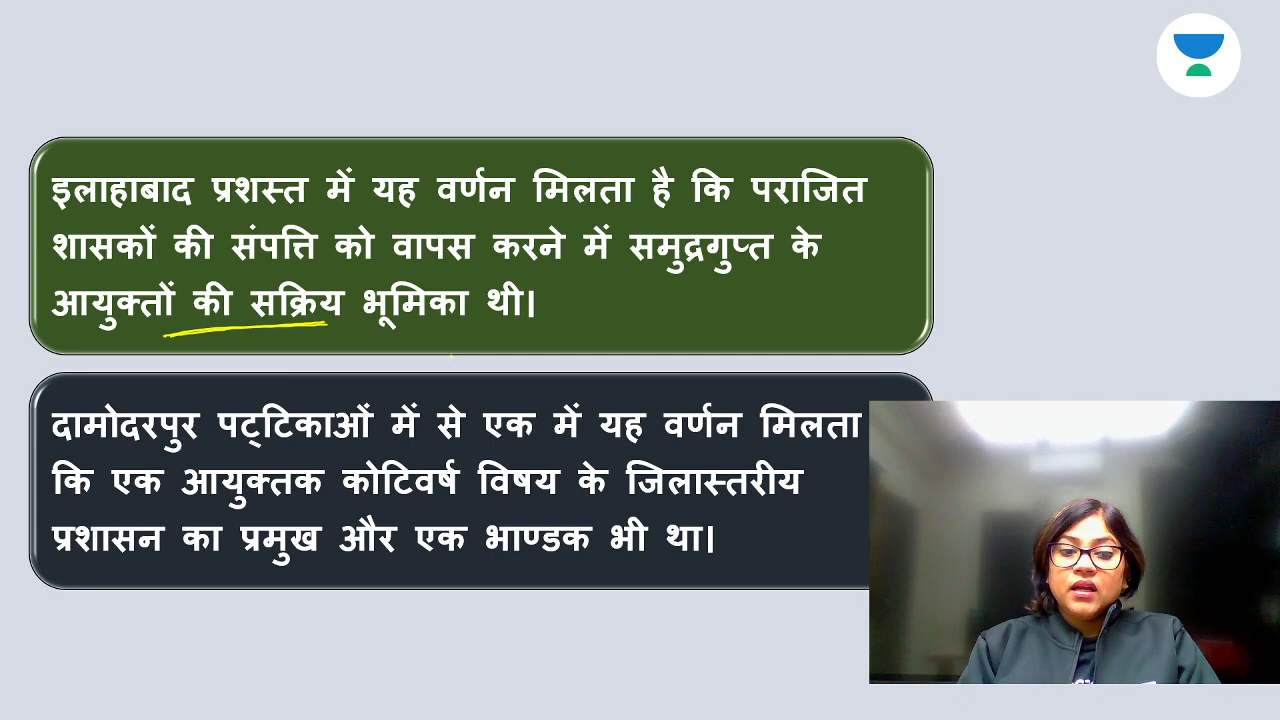 इलाहाबाद प्रशस्त में यह वर्णन मिलता है कि पराजित
शासकों की संपत्ति को वापस करने में समुद्रगुप्त के
आयुक्तों की सक्रिय भूमिका थी।
दामोदरपुर पट्टिकाओं में से एक में यह वर्णन मिलता
कि एक आयुक्तक कोटिवर्ष विषय के जिलास्तरीय
प्रशासन का प्रमुख और एक भाण्डक भी था।